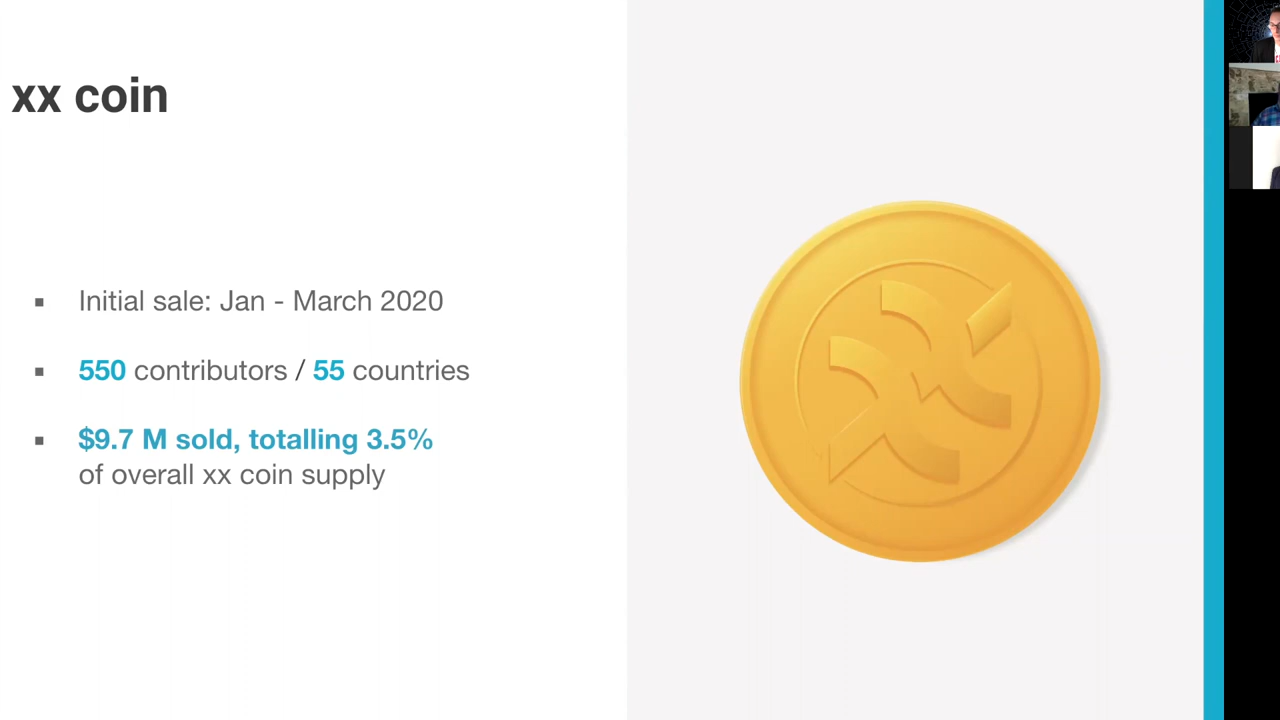 xx coin
▪ Initial sale: Jan - March 2020
▪ 550 contributors / 55 countries
▪ $9.7 M sold, totalling 3.5%
of overall xx coin supply